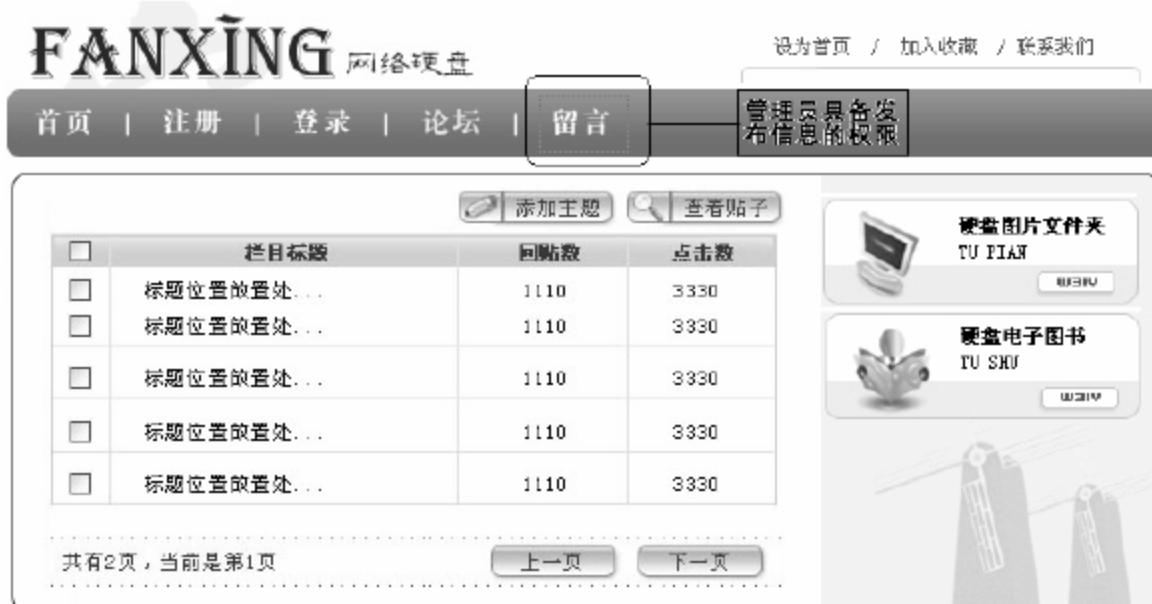 FANXING 网络硬盘
设为首页 / 加入收藏 / 联系我们
首页 | 注册 | 登录 | 论坛 | 留言
管理员具备发
布信息的权限
添加主题 查看贴子
栏目标题 回贴数 点击数
标题位置放置处... 1110 3330
标题位置放置处... 1110 3330
标题位置放置处... 1110 3330
标题位置放置处... 1110 3330
标题位置放置处... 1110 3330
共有2页，当前是第1页 上一页 下一页
硬盘图片文件夹
TU PIAN
硬盘电子图书
TU SHU